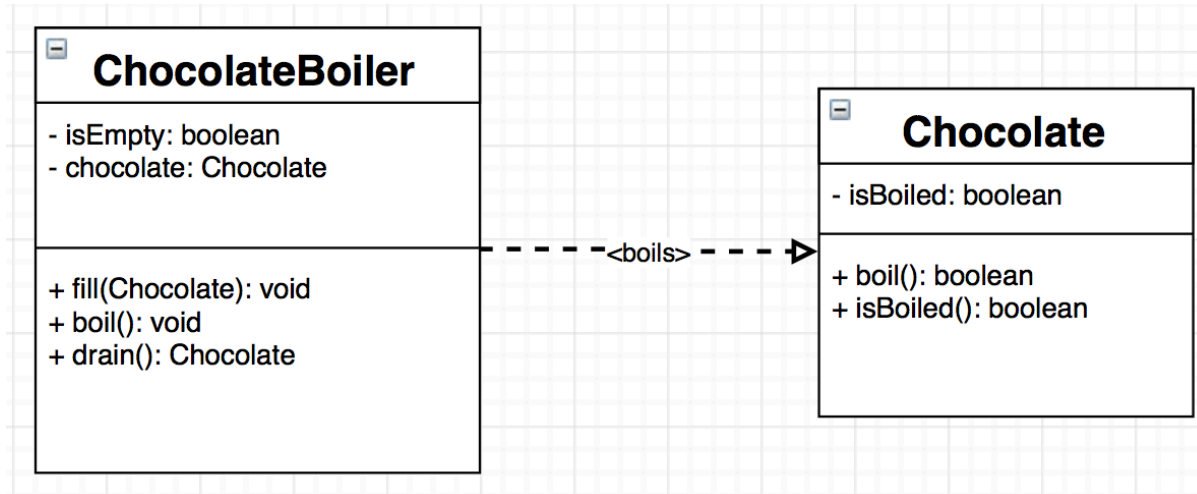 ChocolateBoiler
- isEmpty: boolean
- chocolate: Chocolate
+ fill(Chocolate): void
+ boil(): void
+ drain(): Chocolate
<boils>
Chocolate
- isBoiled: boolean
+ boil(): boolean
+ isBoiled(): boolean